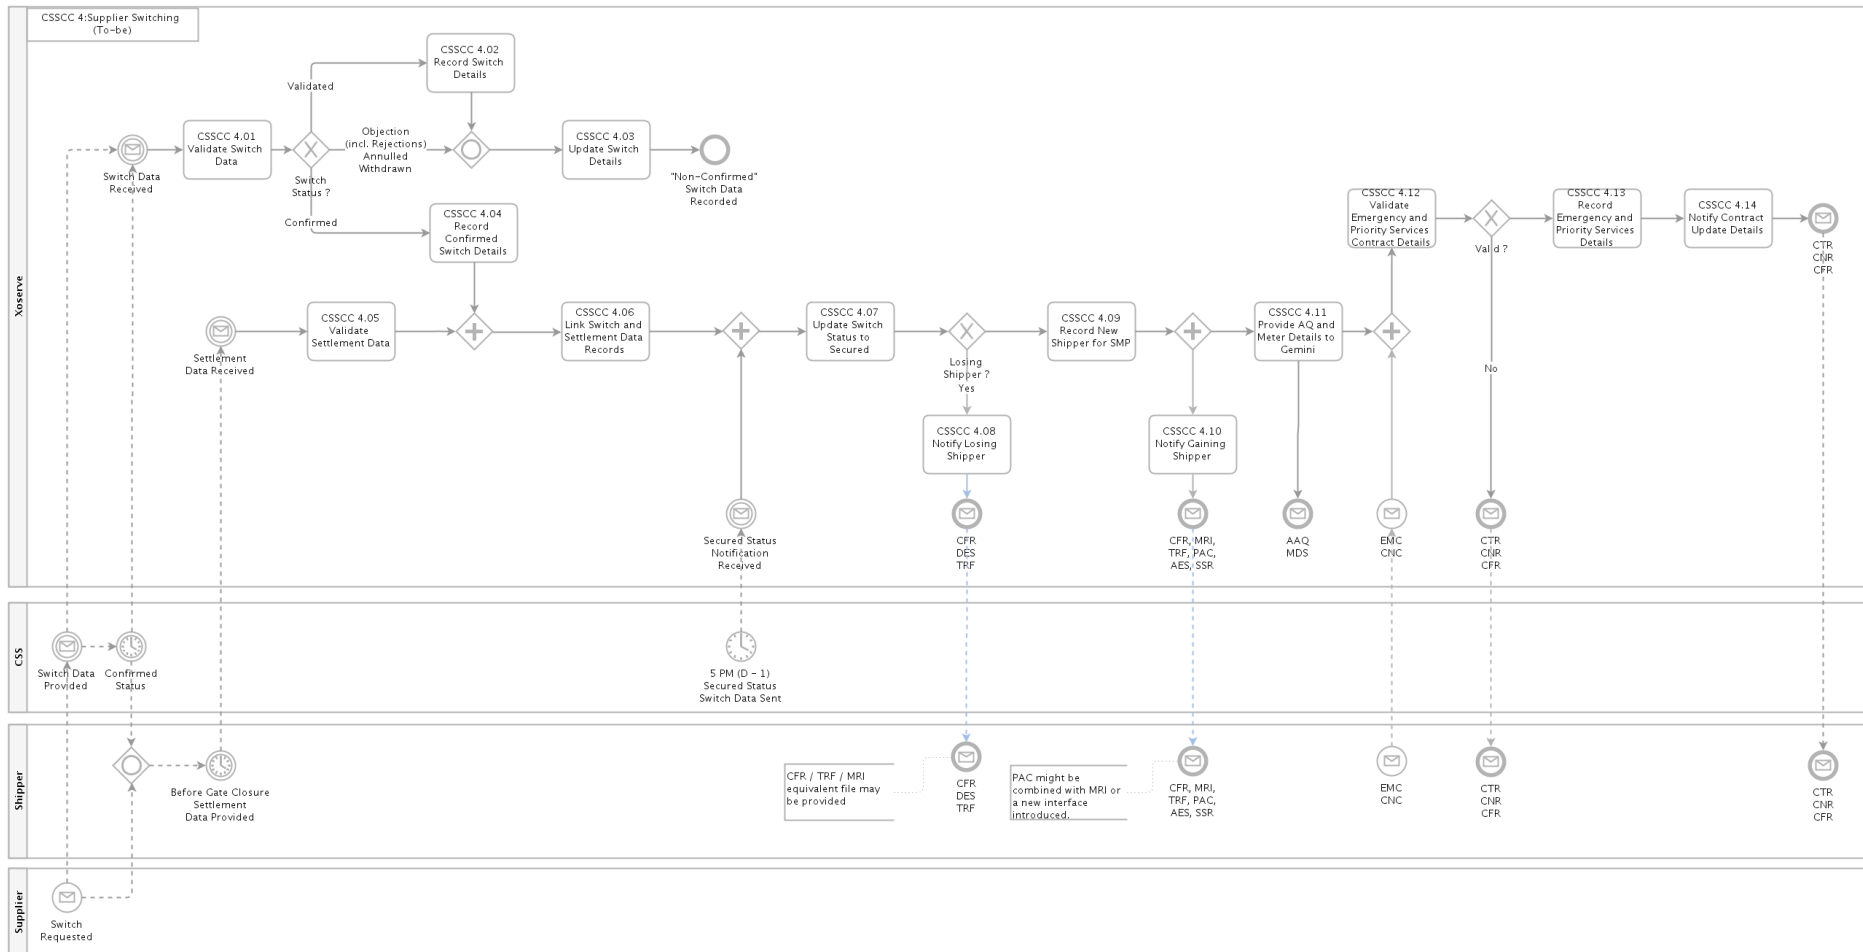 CSSCC 4:Supplier Switching
(To-be)
Xoserve
CSSCC 4.02
Record Switch
Details
Validated
Switch Data
Received
CSSCC 4.01
Validate Switch
Data
Switch
Status ?
Objection
(incl. Rejections)
Annulled
Withdrawn
CSSCC 4.03
Update Switch
Details
"Non-Confirmed"
Switch Data
Recorded
Confirmed
CSSCC 4.04
Record
Confirmed
Switch Details
Settlement
Data Received
CSSCC 4.05
Validate
Settlement Data
CSSCC 4.06
Link Switch and
Settlement Data
Records
CSSCC 4.07
Update Switch
Status to
Secured
Losing
Shipper ?
Yes
CSSCC 4.08
Notify Losing
Shipper
CSSCC 4.09
Record New
Shipper for SMP
CSSCC 4.10
Notify Gaining
Shipper
CSSCC 4.11
Provide AQ and
Meter Details to
Gemini
CSSCC 4.12
Validate
Emergency and
Priority Services
Contract Details
Valid ?
No
CSSCC 4.13
Record
Emergency and
Priority Services
Details
CSSCC 4.14
Notify Contract
Update Details
CTR
CNR
CFR
Secured Status
Notification
Received
CFR
DES
TRF
CFR, MRI,
TRF, PAC,
AES, SSR
AAQ
MDS
EMC
CNC
CTR
CNR
CFR
CSS
Switch Data
Provided
Confirmed
Status
5 PM (D - 1)
Secured Status
Switch Data Sent
Shipper
Before Gate Closure
Settlement
Data Provided
CFR / TRF / MRI
equivalent file may
be provided
CFR
DES
TRF
PAC might be
combined with MRI or
a new interface
introduced.
CFR, MRI,
TRF, PAC,
AES, SSR
EMC
CNC
CTR
CNR
CFR
CTR
CNR
CFR
Supplier
Switch
Requested